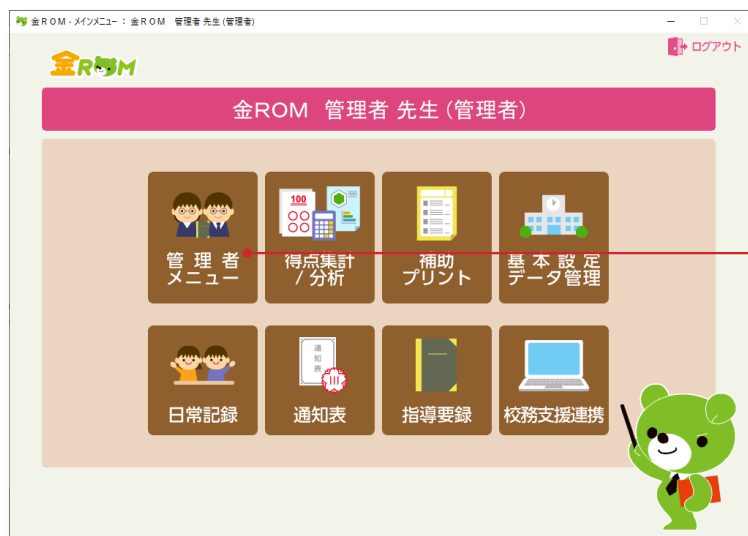 金ROM - メインメニュー : 金ROM 管理者 先生 (管理者)
ログアウト
金ROM
金ROM 管理者 先生（管理者）
管理者
メニュー
100
得点集計
/ 分析
補助
プリント
基本設定
データ管理
日常記録
通知表
通知表
指導要録
校務支援連携